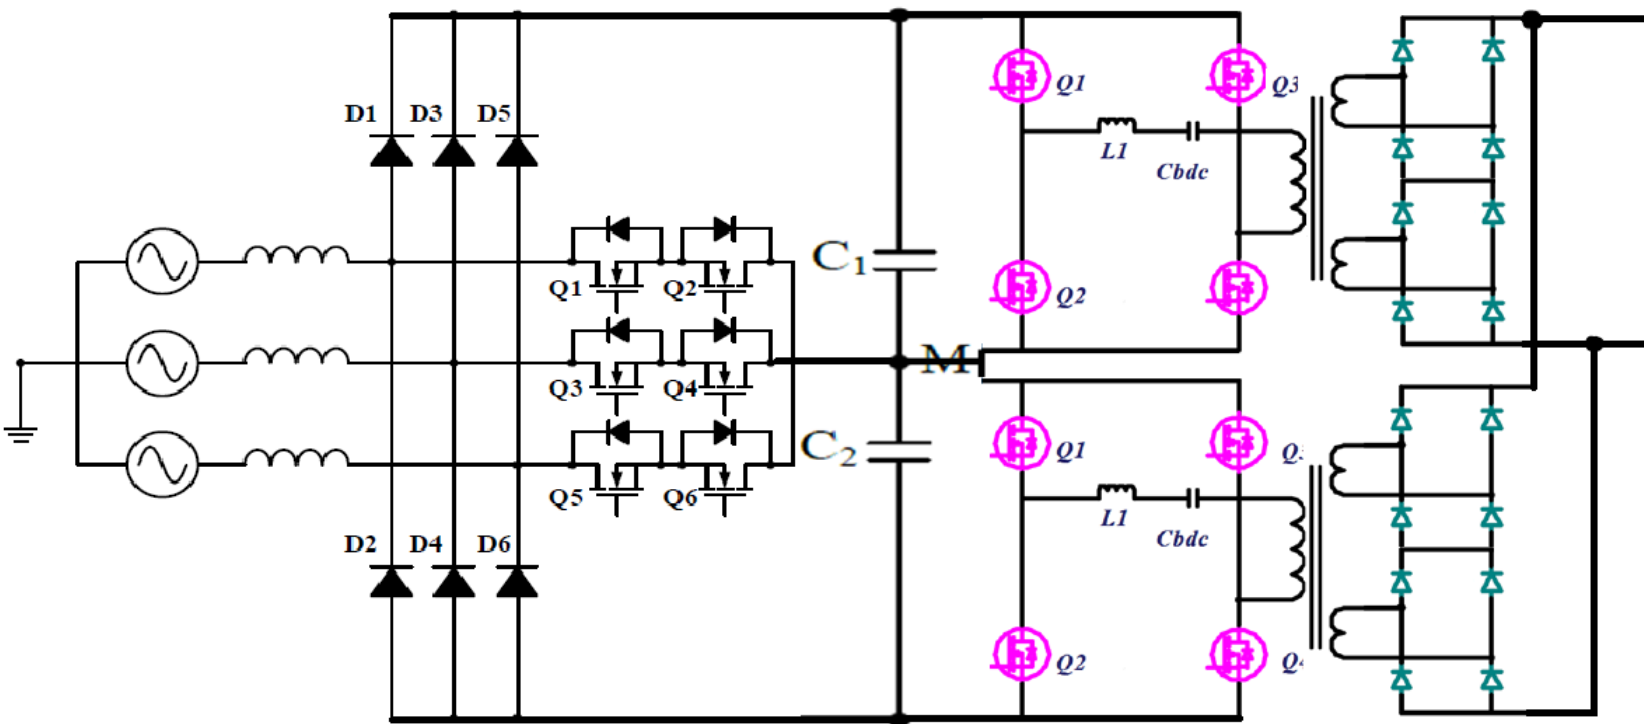 D1 D3 D5
Q1 Q3
L1
Cbdc
C1
Q1 Q2
Q2
M
Q3 Q4
C2
Q1
Q5 Q6
L1
Cbdc
D2 D4 D6
Q2